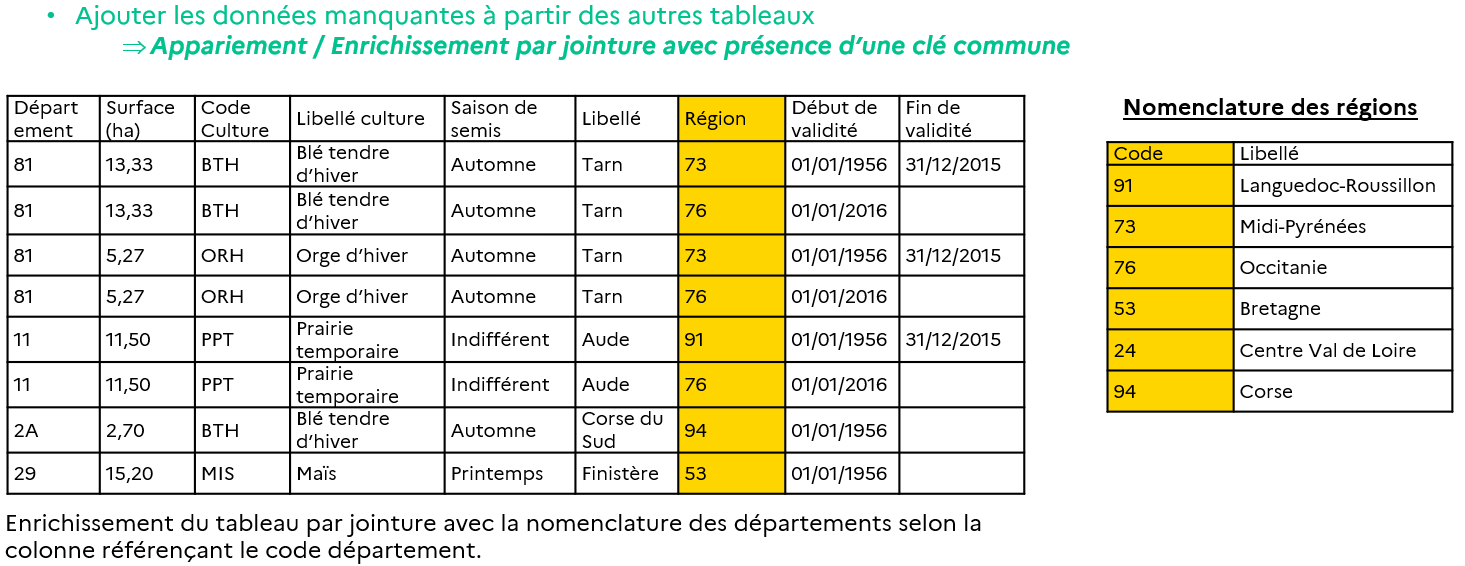 • Ajouter les données manquantes à partir des autres tableaux
⇒ Appariement / Enrichissement par jointure avec présence d’une clé commune
Départ ement Surface (ha) Code Culture Libellé culture Saison de semis Libellé Région Début de validité Fin de validité
81 13,33 BTH Blé tendre d’hiver Automne Tarn 73 01/01/1956 31/12/2015
81 13,33 BTH Blé tendre d’hiver Automne Tarn 76 01/01/2016
81 5,27 ORH Orge d’hiver Automne Tarn 73 01/01/1956 31/12/2015
81 5,27 ORH Orge d’hiver Automne Tarn 76 01/01/2016
11 11,50 PPT Prairie temporaire Indifférent Aude 91 01/01/1956 31/12/2015
11 11,50 PPT Prairie temporaire Indifférent Aude 76 01/01/2016
2A 2,70 BTH Blé tendre d’hiver Automne Corse du Sud 94 01/01/1956
29 15,20 MIS Maïs Printemps Finistère 53 01/01/1956
Nomenclature des régions
Code Libellé
91 Languedoc-Roussillon
73 Midi-Pyrénées
76 Occitanie
53 Bretagne
24 Centre Val de Loire
94 Corse
Enrichissement du tableau par jointure avec la nomenclature des départements selon la
colonne référençant le code département.